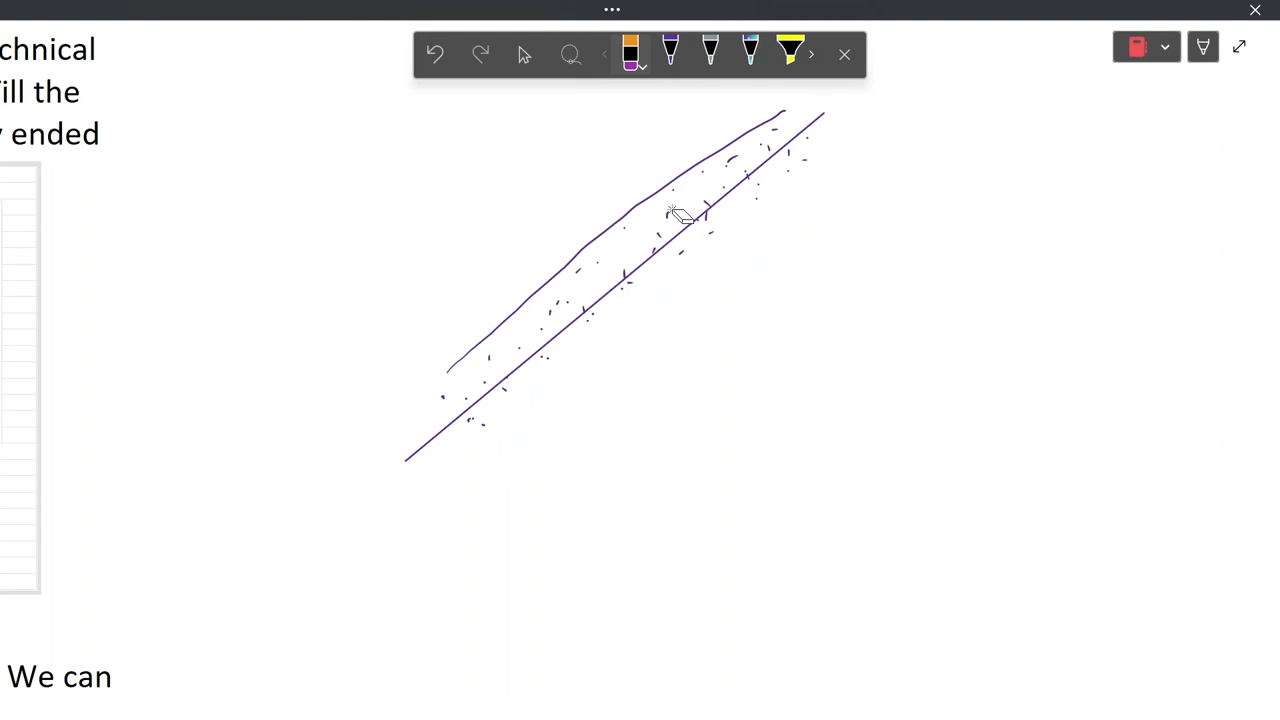 chnical
ill the
ended
We can